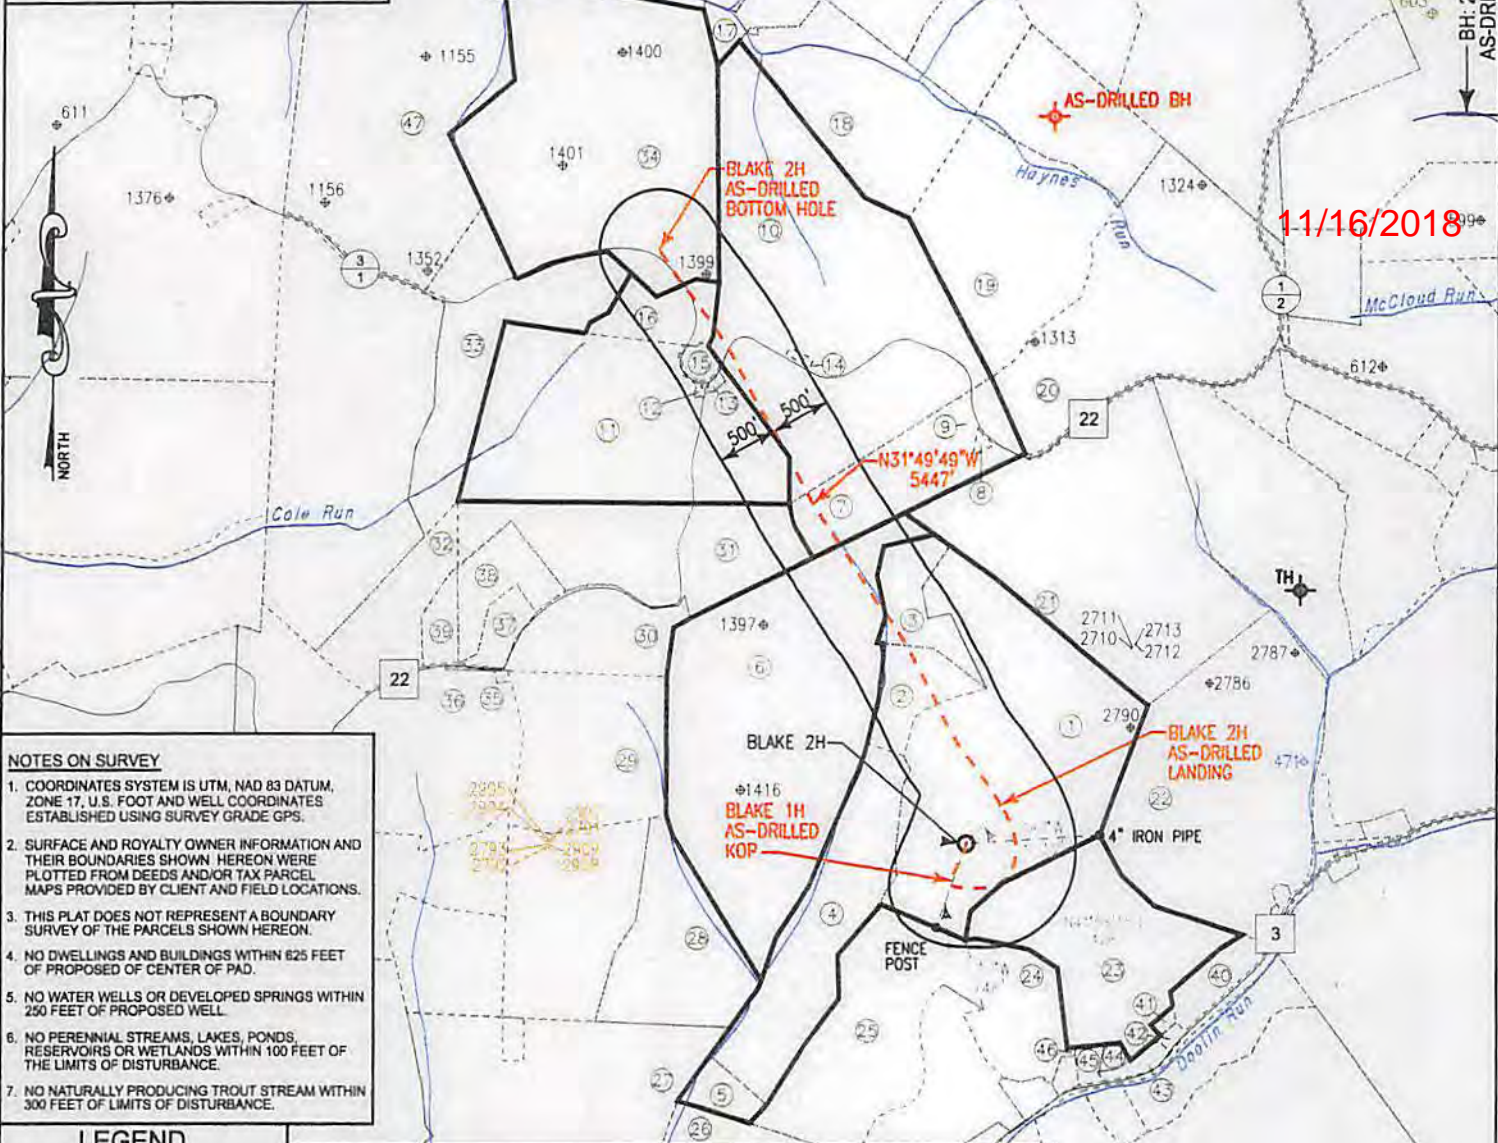 BH: 2
AS-DRI
17
1155
1400
611
47
18
AS-DRILLED BH
1401
34
BLAKE 2H
AS-DRILLED
BOTTOM HOLE
Haynes
Run
1324
1376
1156
10
11/16/2018
3
1
1352
1399
19
1
2
McCloud Run
16
33
1313
15
14
612
12
13
20
22
11
500'
500'
9
NORTH
N31°49'49"W
5447'
7
8
Cole Run
32
31
38
TH
21
39
37
30
1397
3
2711
2713
2710
2712
2787
6
22
36
35
2
2786
1
2790
BLAKE 2H
BLAKE 2H
AS-DRILLED
LANDING
29
471
22
1416
BLAKE 1H
AS-DRILLED
KOP
4" IRON PIPE
NOTES ON SURVEY
1. COORDINATES SYSTEM IS UTM, NAD 83 DATUM,
ZONE 17, U.S. FOOT AND WELL COORDINATES
ESTABLISHED USING SURVEY GRADE GPS.
2. SURFACE AND ROYALTY OWNER INFORMATION AND
THEIR BOUNDARIES SHOWN HEREON WERE
PLOTTED FROM DEEDS AND/OR TAX PARCEL
MAPS PROVIDED BY CLIENT AND FIELD LOCATIONS.
3. THIS PLAT DOES NOT REPRESENT A BOUNDARY
SURVEY OF THE PARCELS SHOWN HEREON.
4. NO DWELLINGS AND BUILDINGS WITHIN 625 FEET
OF PROPOSED OF CENTER OF PAD.
5. NO WATER WELLS OR DEVELOPED SPRINGS WITHIN
250 FEET OF PROPOSED WELL.
6. NO PERENNIAL STREAMS, LAKES, PONDS,
RESERVOIRS OR WETLANDS WITHIN 100 FEET OF
THE LIMITS OF DISTURBANCE.
7. NO NATURALLY PRODUCING TROUT STREAM WITHIN
300 FEET OF LIMITS OF DISTURBANCE.
4
28
FENCE
POST
3
24
23
40
25
41
42
46
45
44
Doolin Run
43
27
5
26
LEGEND